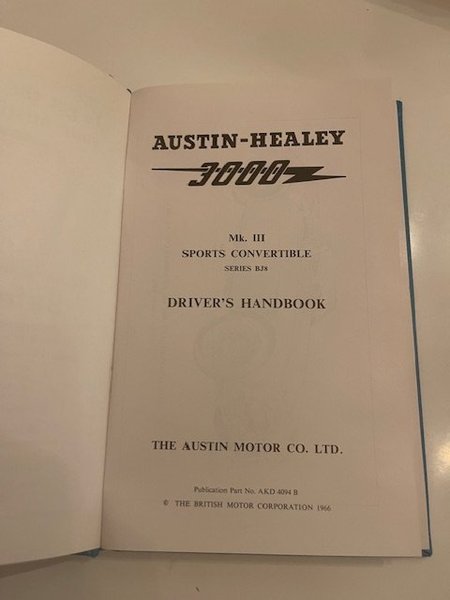 AUSTIN-HEALEY
3000
Mk. III
SPORTS CONVERTIBLE
SERIES BJ8
DRIVER'S HANDBOOK
THE AUSTIN MOTOR CO. LTD.
Publication Part No. AKD 4094 B
© THE BRITISH MOTOR CORPORATION 1966